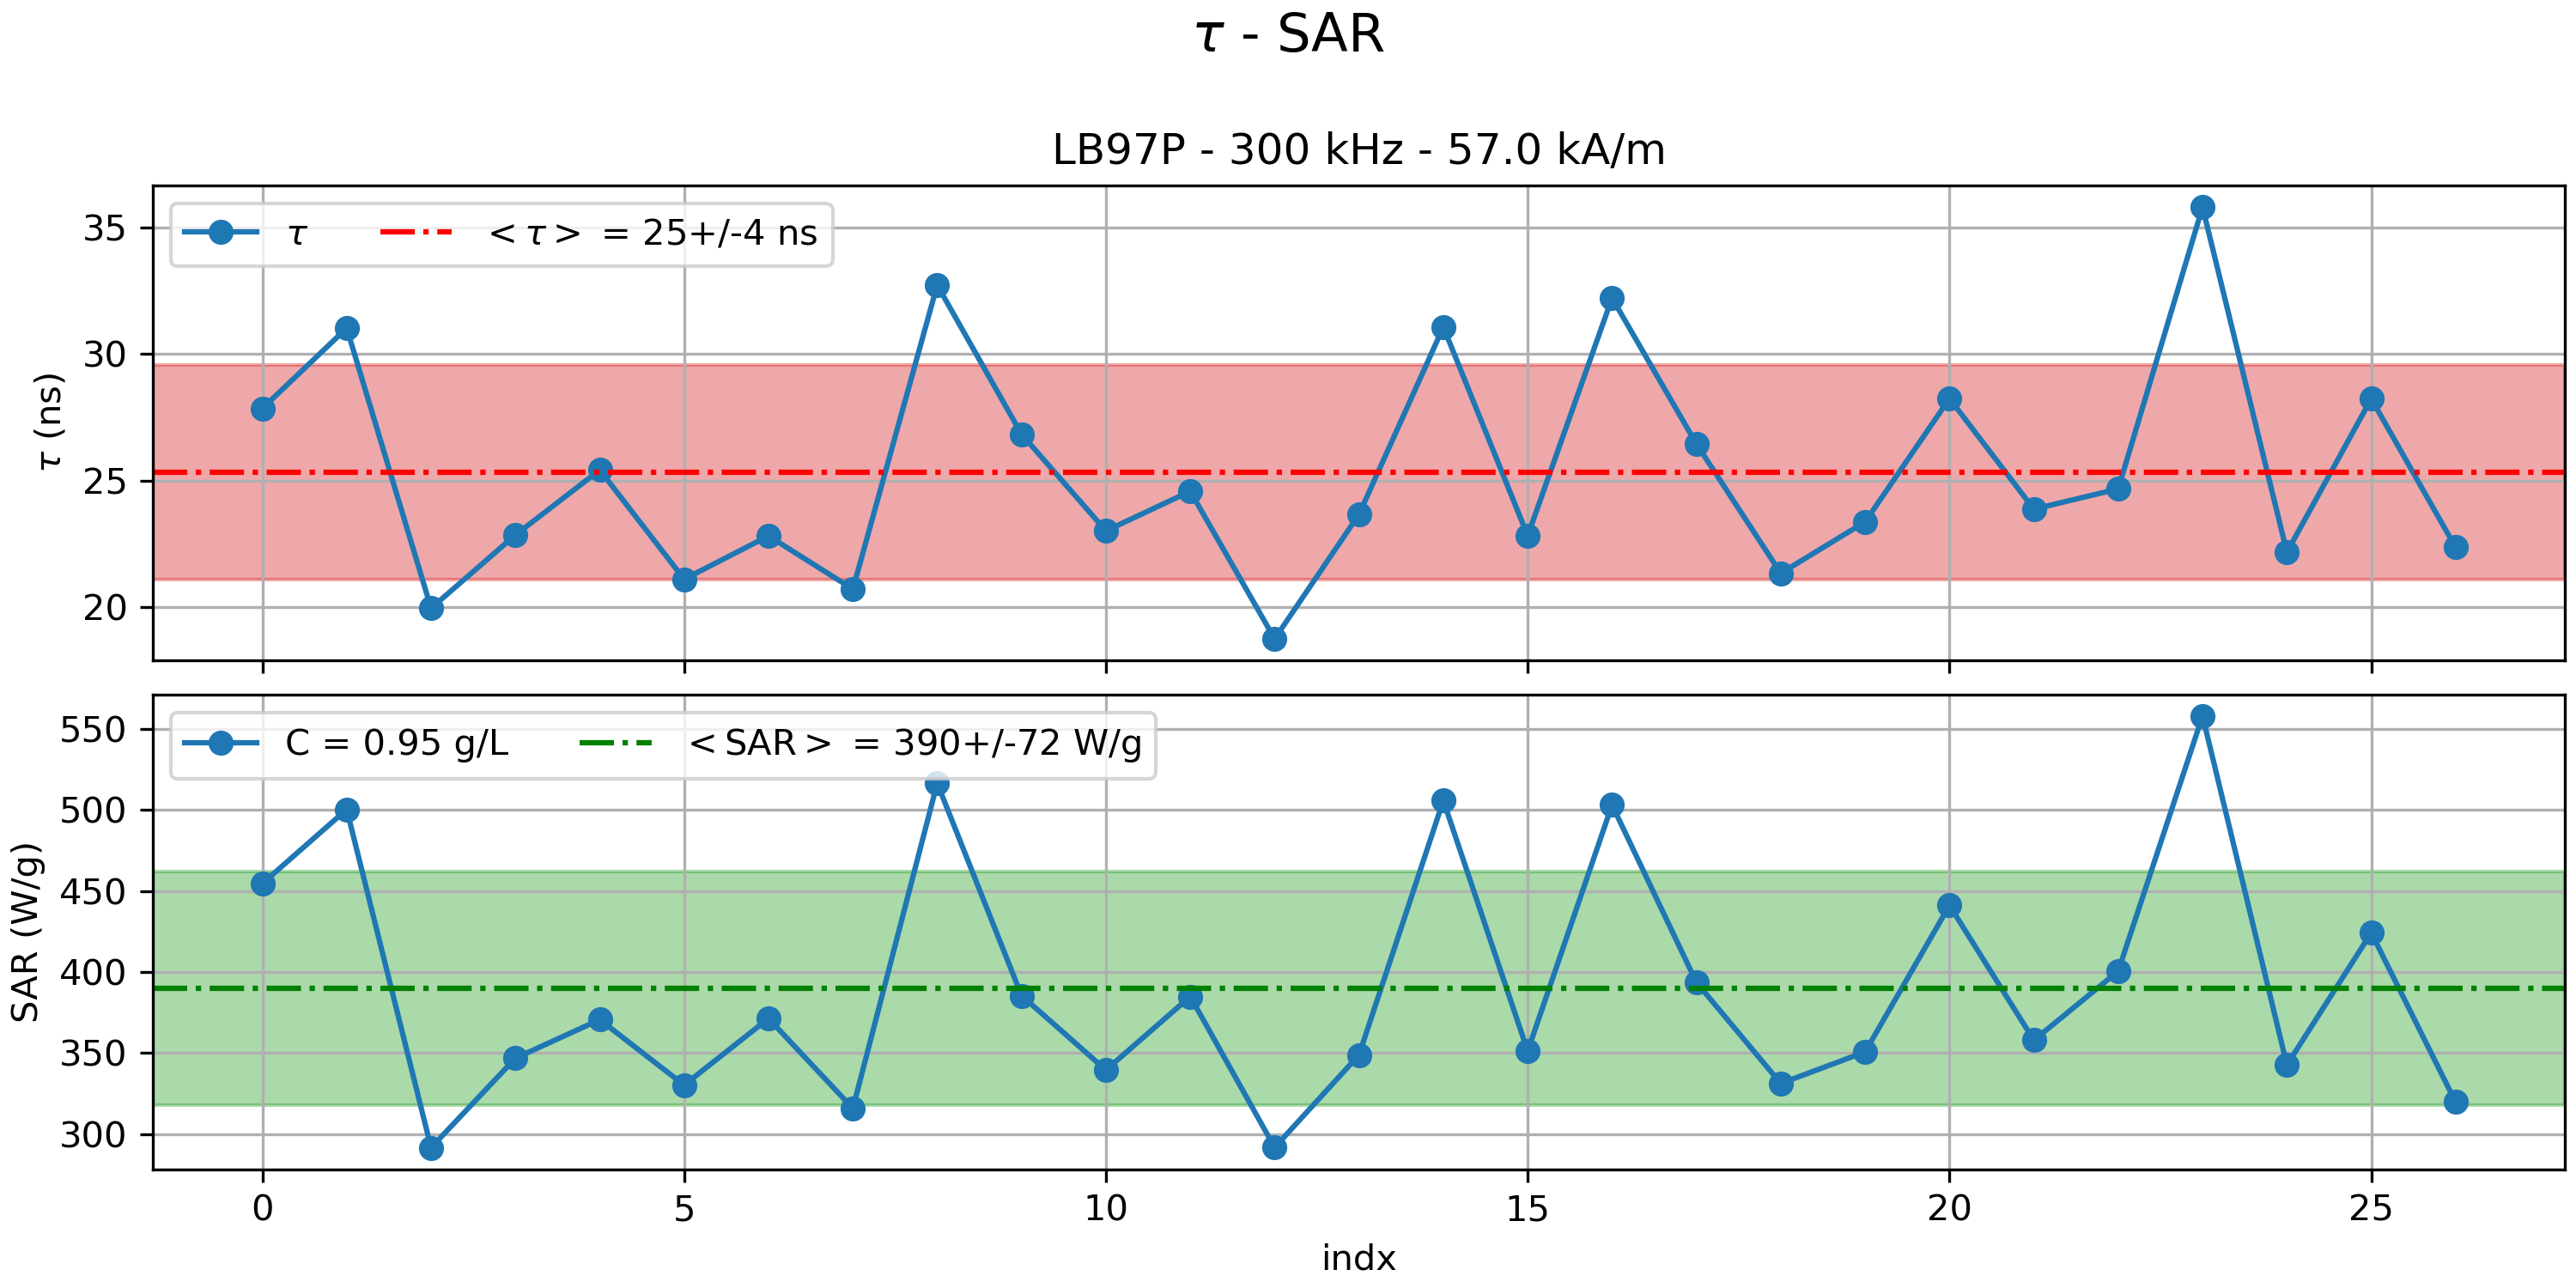 τ - SAR
LB97P - 300 kHz - 57.0 kA/m
τ (ns)
35
30
25
20
τ
<τ> = 25+/-4 ns
SAR (W/g)
550
500
450
400
350
300
C = 0.95 g/L
<SAR> = 390+/-72 W/g
0 5 10 15 20 25
indx